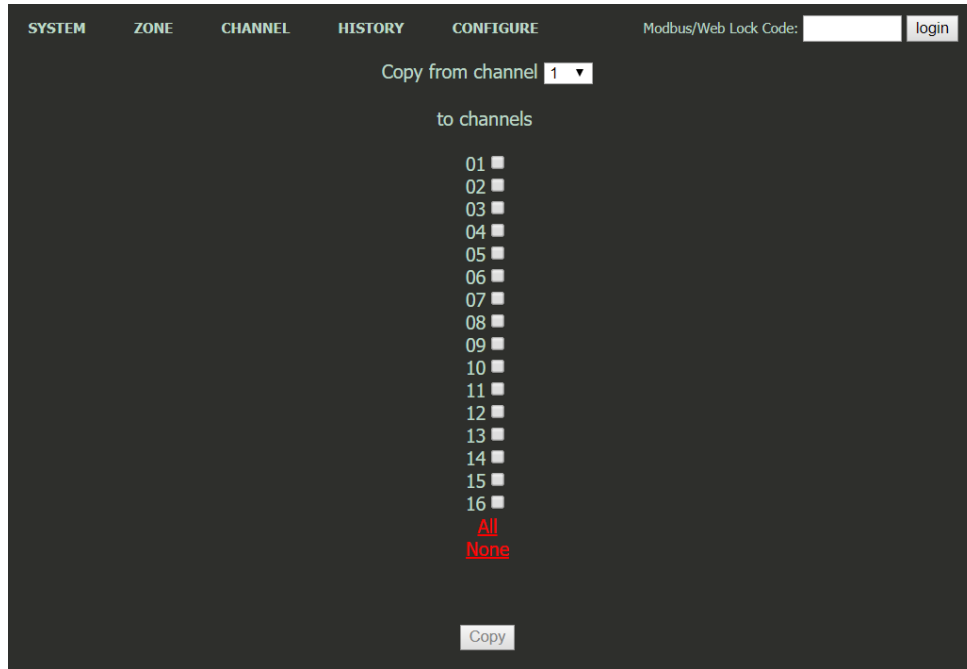 SYSTEM ZONE CHANNEL HISTORY CONFIGURE Modbus/Web Lock Code: login
Copy from channel 1
to channels
01
02
03
04
05
06
07
08
09
10
11
12
13
14
15
16
All
None
Copy